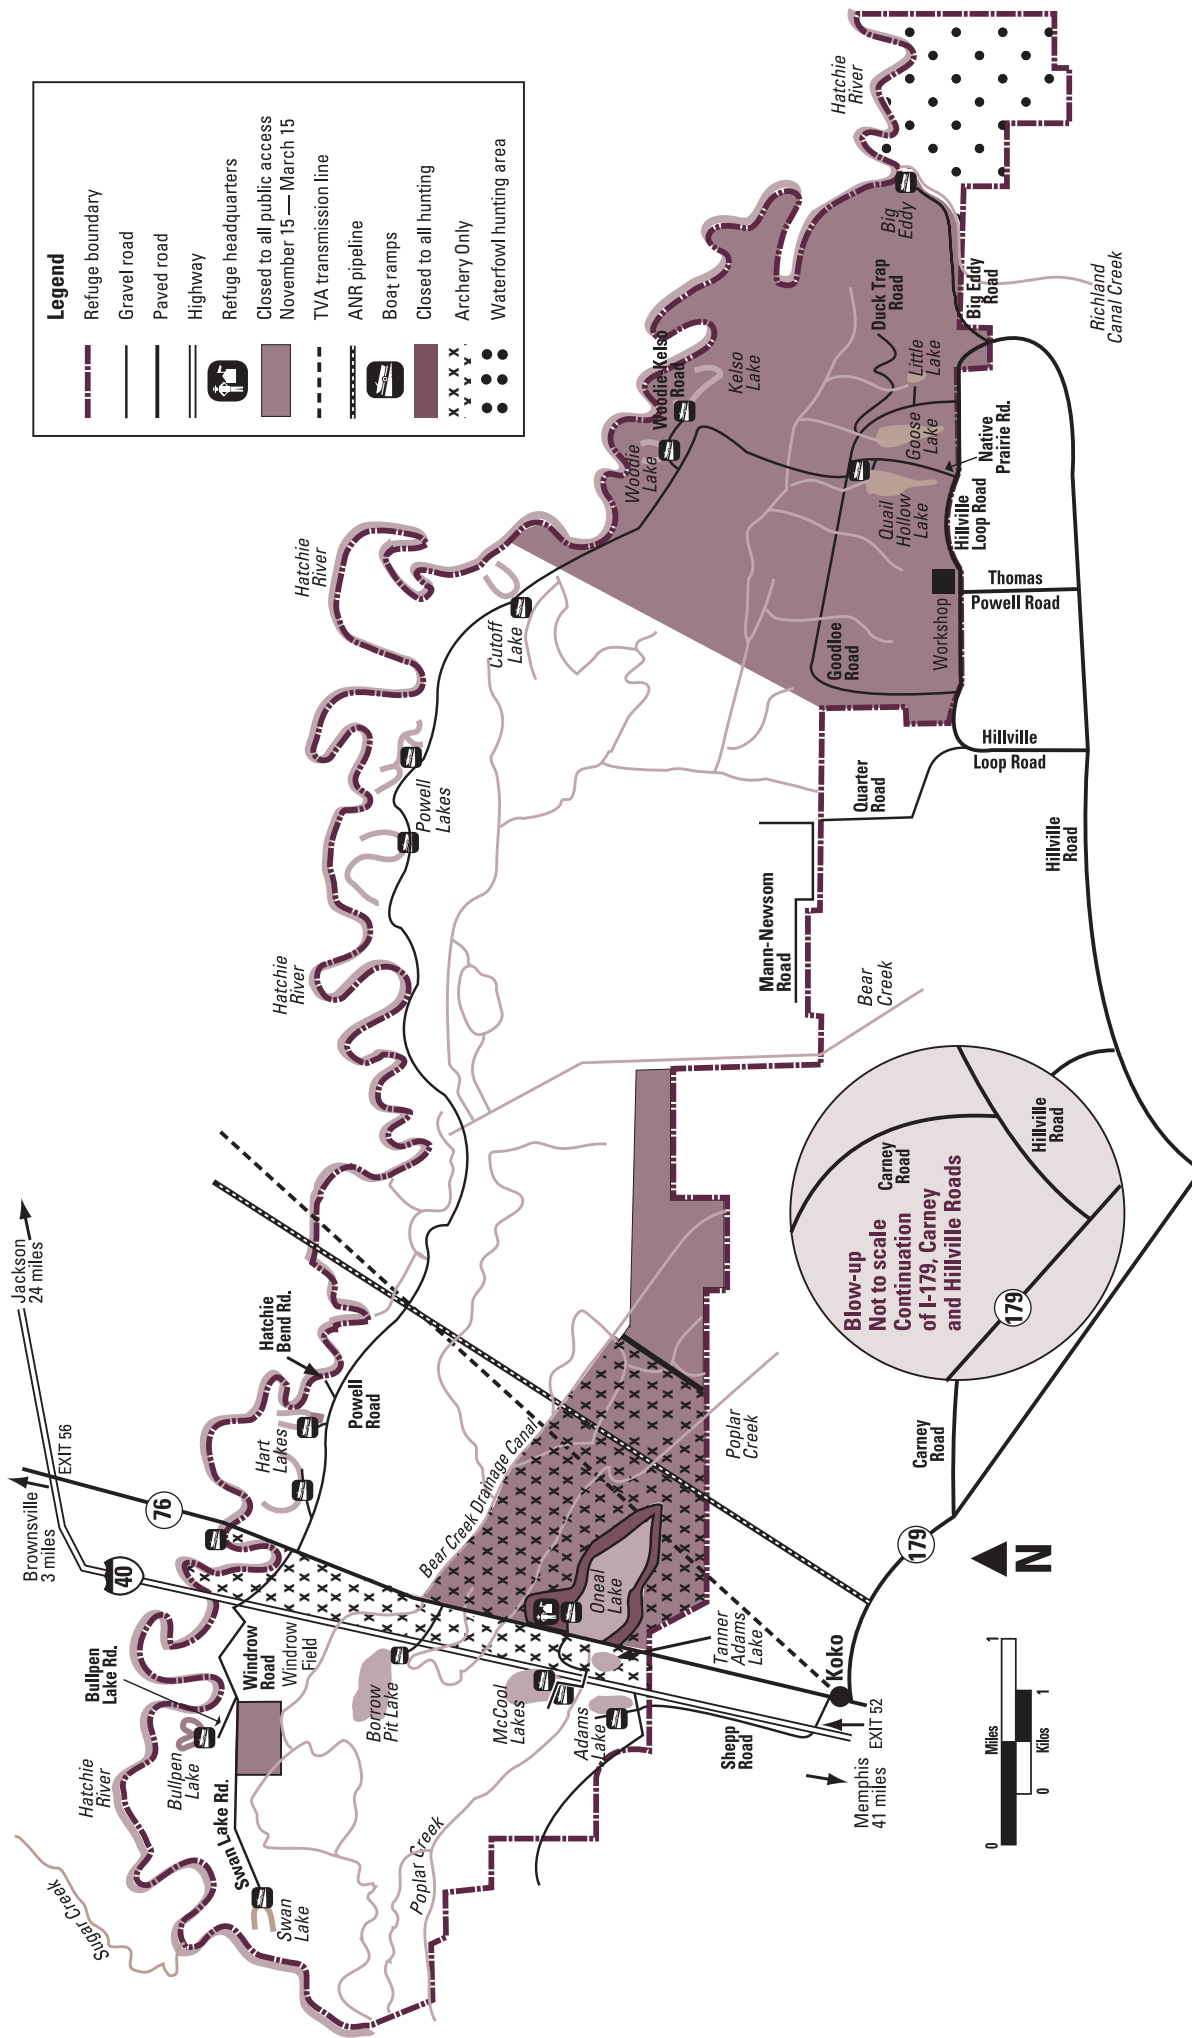 Legend
Refuge boundary
Gravel road
Paved road
Highway
Refuge headquarters
Closed to all public access
November 15 — March 15
TVA transmission line
ANR pipeline
Boat ramps
Closed to all hunting
Archery Only
Waterfowl hunting area
Jackson
24 miles
Brownsville
3 miles
EXIT 56
76
40
Hatchie
River
Hatchie
River
Hatchie
River
Hatchie
River
Sugar Creek
Bullpen
Lake Rd.
Bullpen
Lake
Swan Lake Rd.
Swan
Lake
Windrow
Road
Windrow
Field
Hart
Lakes
Hatchie
Bend Rd.
Powell
Road
Powell
Lakes
Cutoff
Lake
Woodie
Lake
Woodie-Kelso
Road
Kelso
Lake
Big
Eddy
Big Eddy
Road
Richland
Canal Creek
Duck Trap
Road
Little
Lake
Goose
Lake
Quail
Hollow
Lake
Native
Prairie Rd.
Hillville
Loop Road
Goodloe
Road
Workshop
Thomas
Powell Road
Hillville
Loop Road
Quarter
Road
Mann-Newsom
Road
Hillville
Road
Bear
Creek
Bear Creek Drainage Canal
Borrow
Pit Lake
McCool
Lakes
Adams
Lake
Oneal
Lake
Tanner
Adams
Lake
Poplar
Creek
Poplar Creek
Shepp
Road
Koko
EXIT 52
Memphis
41 miles
179
Carney
Road
Blow-up
Not to scale
Continuation
of I-179, Carney
and Hillville Roads
Carney
Road
Hillville
Road
179
N
0 Miles 1
0 Kilos 1